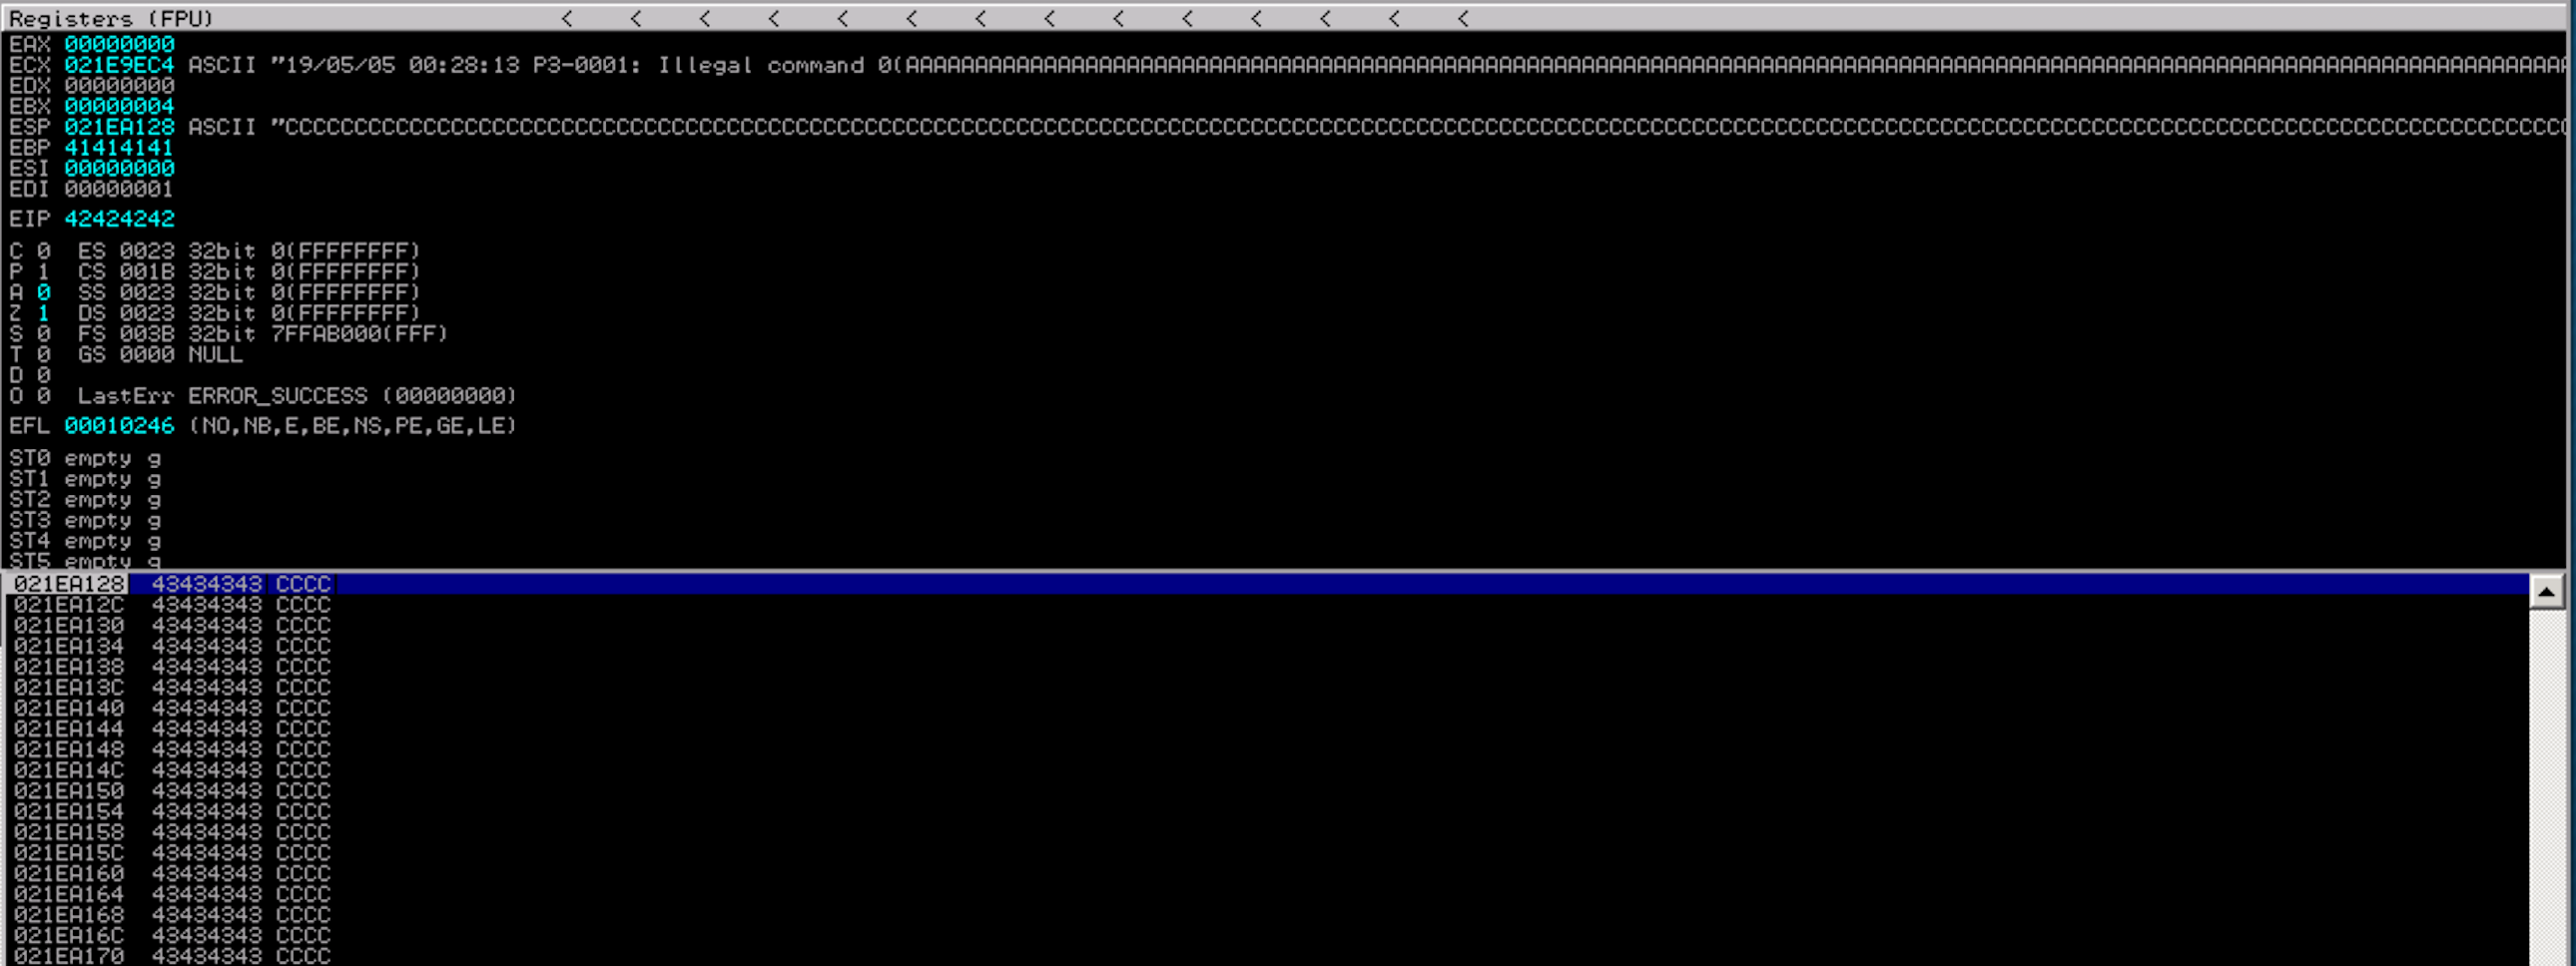 Registers (FPU) < < < < < < < < < < < < < <
EAX 00000000
ECX 021E9EC4 ASCII "19/05/05 00:28:13 P3-0001: Illegal command 0(AAAAAAAAAAAAAAAAAAAAAAAAAAAAAAAAAAAAAAAAAAAAAAAAAAAAAAAAAAAAAAAAAAAAAAAAAAAAAAAAAAAAAAAAAAAAAAAAAAAAAAAAAAAAAAAAAAAAAAAAAAAA
EDX 00000000
EBX 00000004
ESP 021EA128 ASCII "CCCCCCCCCCCCCCCCCCCCCCCCCCCCCCCCCCCCCCCCCCCCCCCCCCCCCCCCCCCCCCCCCCCCCCCCCCCCCCCCCCCCCCCCCCCCCCCCCCCCCCCCCCCCCCCCCCCCCCCCCCCCCCCCCCCCCCCCCCCCCCCCCCCCCCCCCCCCCCCCCCCCCCCCC
EBP 41414141
ESI 00000000
EDI 00000001
EIP 42424242
C 0 ES 0023 32bit 0(FFFFFFFF)
P 1 CS 001B 32bit 0(FFFFFFFF)
A 0 SS 0023 32bit 0(FFFFFFFF)
Z 1 DS 0023 32bit 0(FFFFFFFF)
S 0 FS 003B 32bit 7FFAB000(FFF)
T 0 GS 0000 NULL
D 0
O 0 LastErr ERROR_SUCCESS (00000000)
EFL 00010246 (NO,NB,E,BE,NS,PE,GE,LE)
ST0 empty g
ST1 empty g
ST2 empty g
ST3 empty g
ST4 empty g
ST5 empty g
021EA128 43434343 CCCC
021EA12C 43434343 CCCC
021EA130 43434343 CCCC
021EA134 43434343 CCCC
021EA138 43434343 CCCC
021EA13C 43434343 CCCC
021EA140 43434343 CCCC
021EA144 43434343 CCCC
021EA148 43434343 CCCC
021EA14C 43434343 CCCC
021EA150 43434343 CCCC
021EA154 43434343 CCCC
021EA158 43434343 CCCC
021EA15C 43434343 CCCC
021EA160 43434343 CCCC
021EA164 43434343 CCCC
021EA168 43434343 CCCC
021EA16C 43434343 CCCC
021EA170 43434343 CCCC